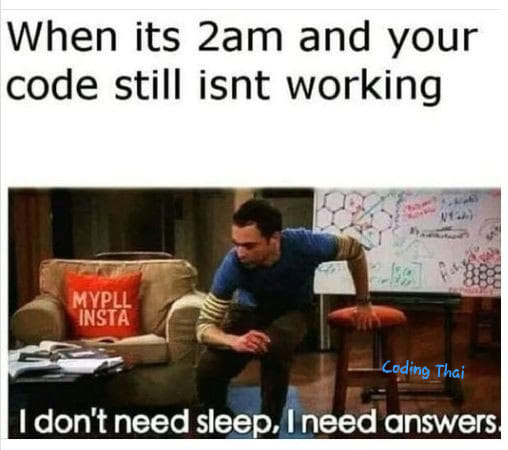 When its 2am and your
code still isnt working
MYPLL
INSTA
Coding Thai
I don't need sleep, I need answers.